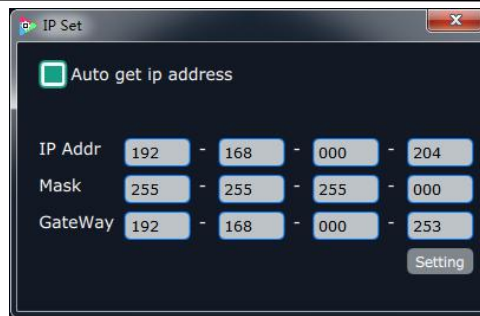 IP Set
Auto get ip address
IP Addr 192 - 168 - 000 - 204
Mask 255 - 255 - 255 - 000
GateWay 192 - 168 - 000 - 253
Setting